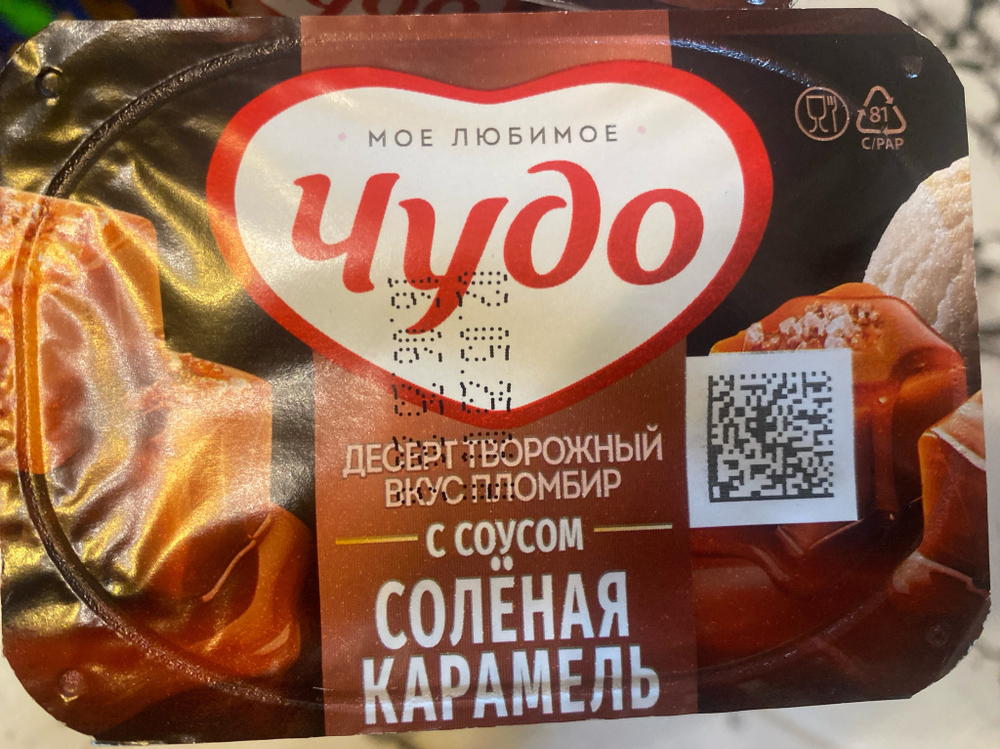 МОЕ ЛЮБИМОЕ
Чудо
81
C/PAP
ДЕСЕРТ ТВОРОЖНЫЙ
ВКУС ПЛОМБИР
С СОУСОМ
СОЛЁНАЯ
КАРАМЕЛЬ